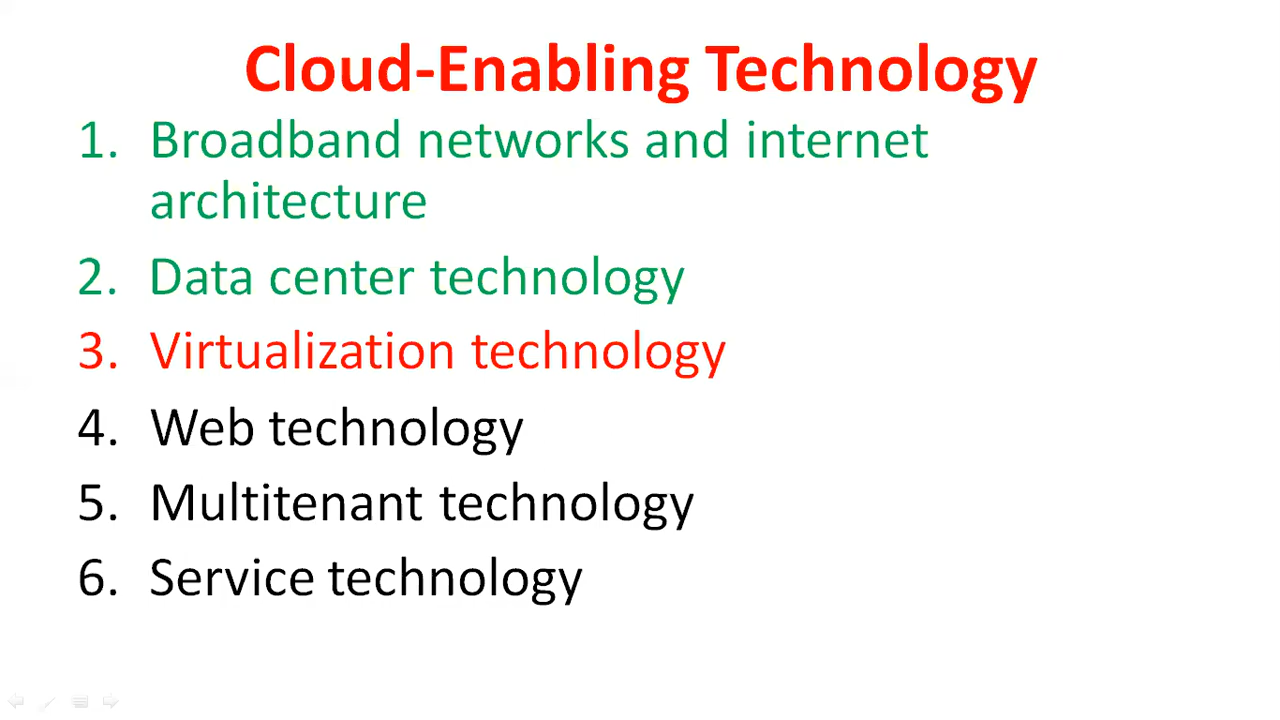 Cloud-Enabling Technology
1. Broadband networks and internet
architecture
2. Data center technology
3. Virtualization technology
4. Web technology
5. Multitenant technology
6. Service technology